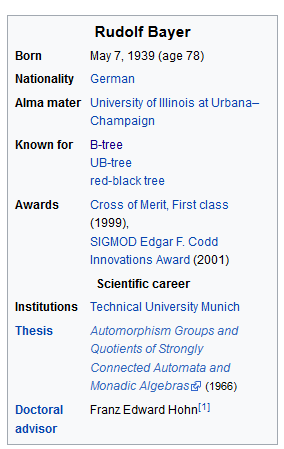 Rudolf Bayer
Born May 7, 1939 (age 78)
Nationality German
Alma mater University of Illinois at Urbana–
Champaign
Known for B-tree
UB-tree
red-black tree
Awards Cross of Merit, First class
(1999),
SIGMOD Edgar F. Codd
Innovations Award (2001)
Scientific career
Institutions Technical University Munich
Thesis Automorphism Groups and
Quotients of Strongly
Connected Automata and
Monadic Algebras (1966)
Doctoral Franz Edward Hohn[1]
advisor